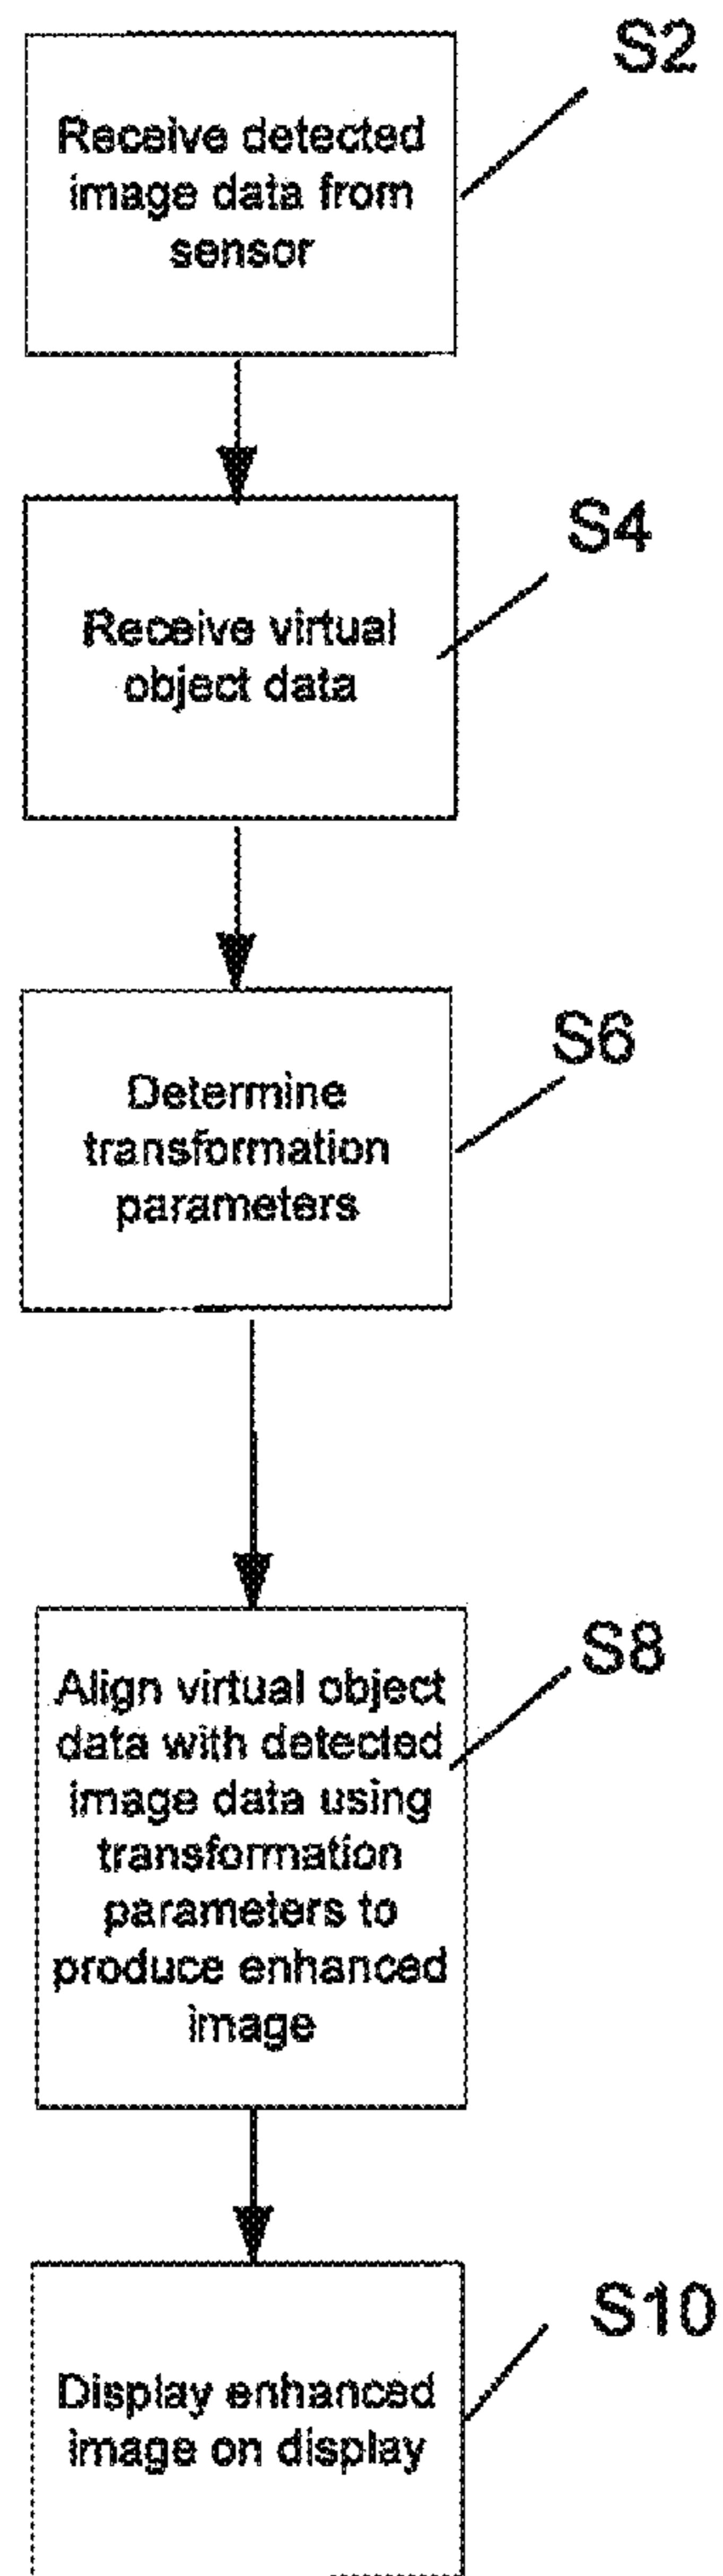 S2
Receive detected
image data from
sensor
S4
Receive virtual
object data
S6
Determine
transformation
parameters
S8
Align virtual object
data with detected
image data using
transformation
parameters to
produce enhanced
image
S10
Display enhanced
image on display